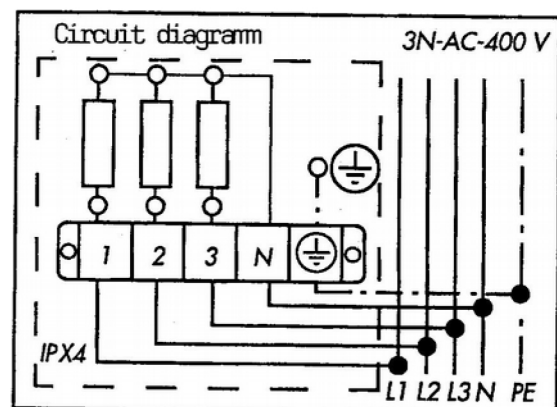 Circuit diagramm
3N-AC-400 V
1 2 3 N
IPX4
L1 L2 L3 N PE